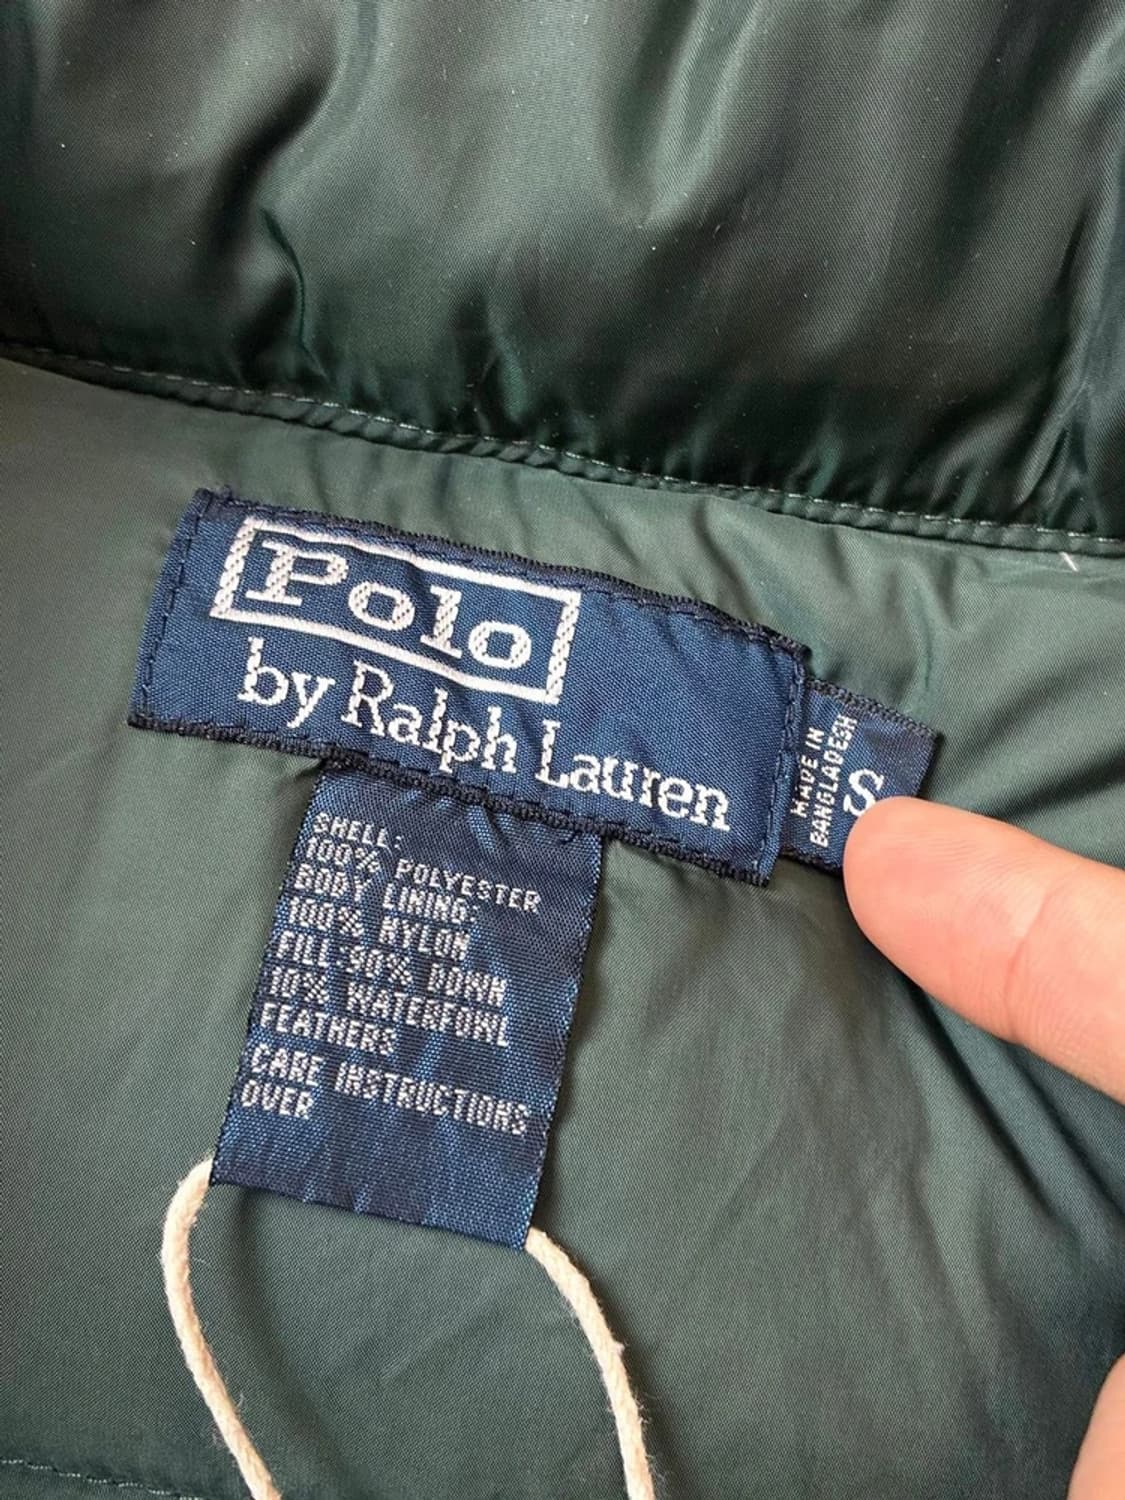 Polo
by Ralph Lauren
MADE IN
BANGLADESH
S
SHELL:
100% POLYESTER
BODY LINING:
100% NYLON
FILL-90% DOWN
10% WATERFOWL
FEATHERS
CARE INSTRUCTIONS
OVER